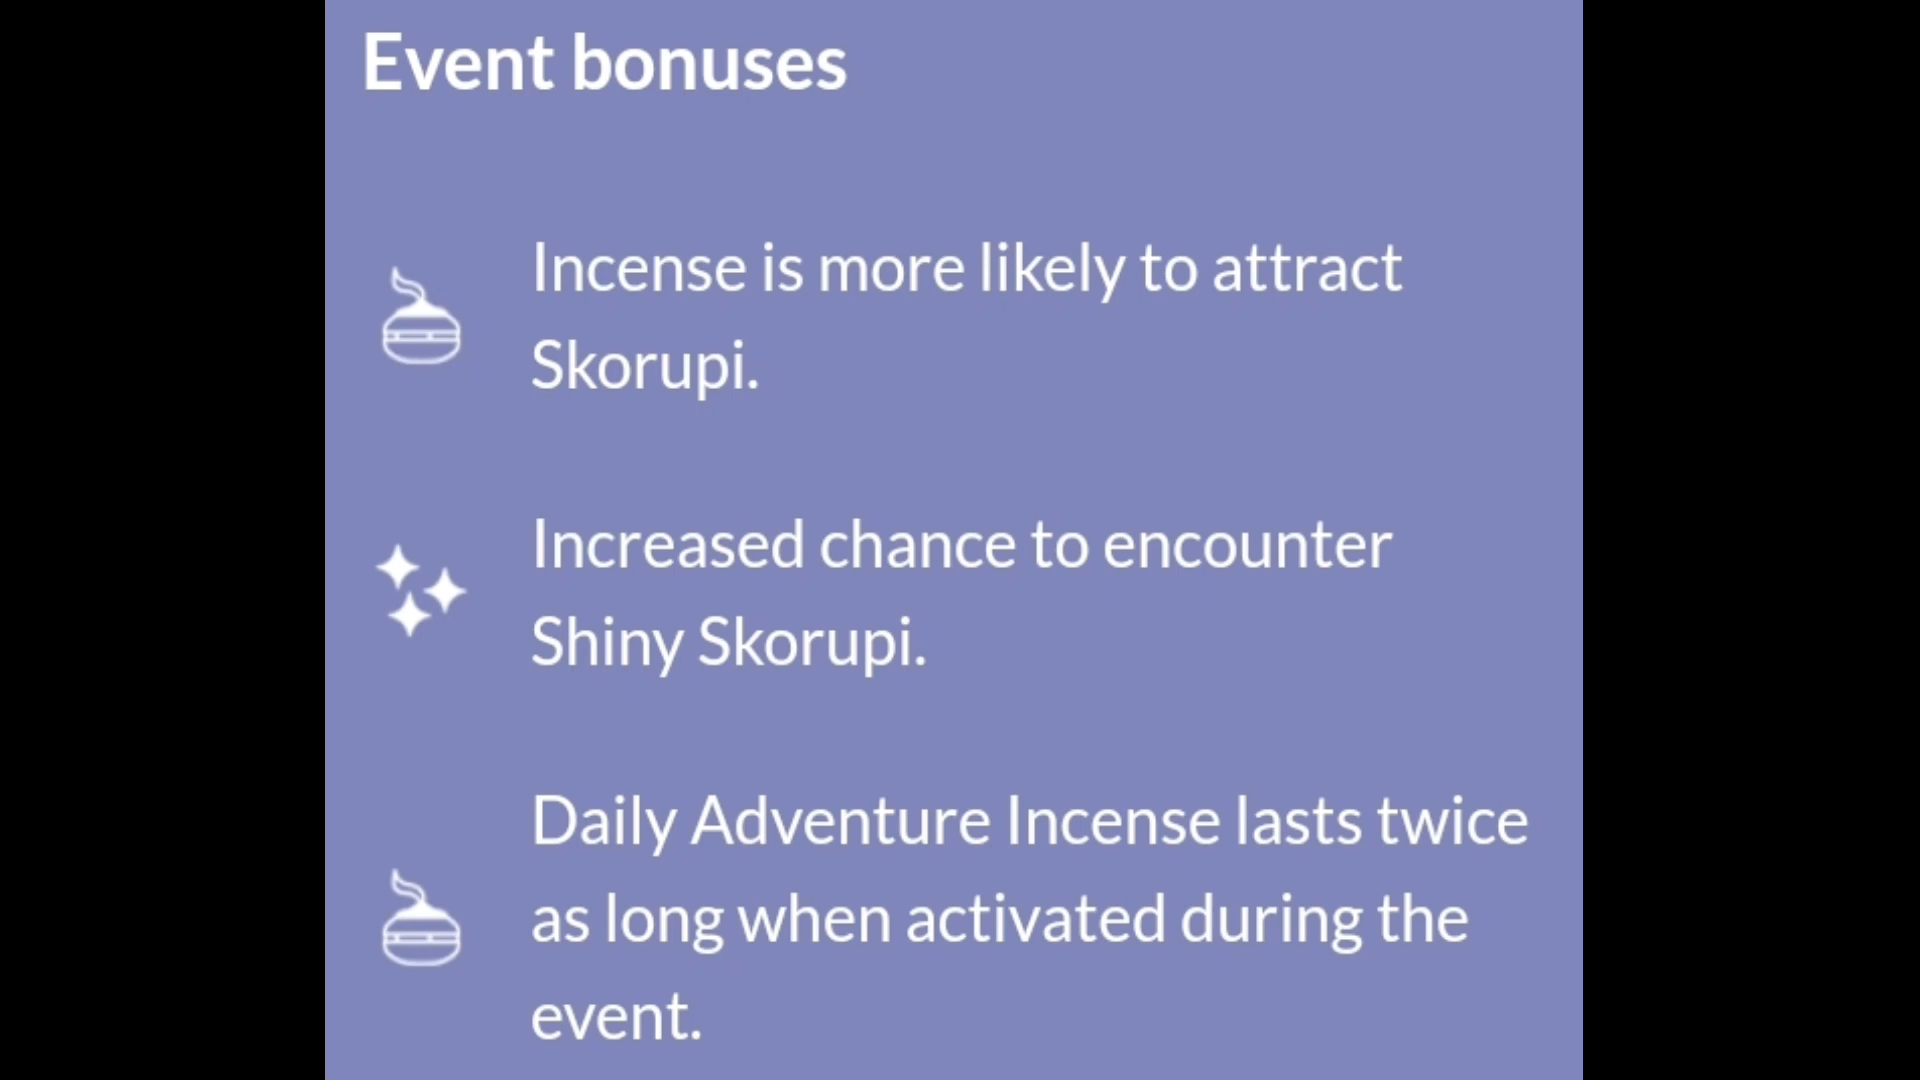 Event bonuses
Incense is more likely to attract
Skorupi.
Increased chance to encounter
Shiny Skorupi.
Daily Adventure Incense lasts twice
as long when activated during the
event.